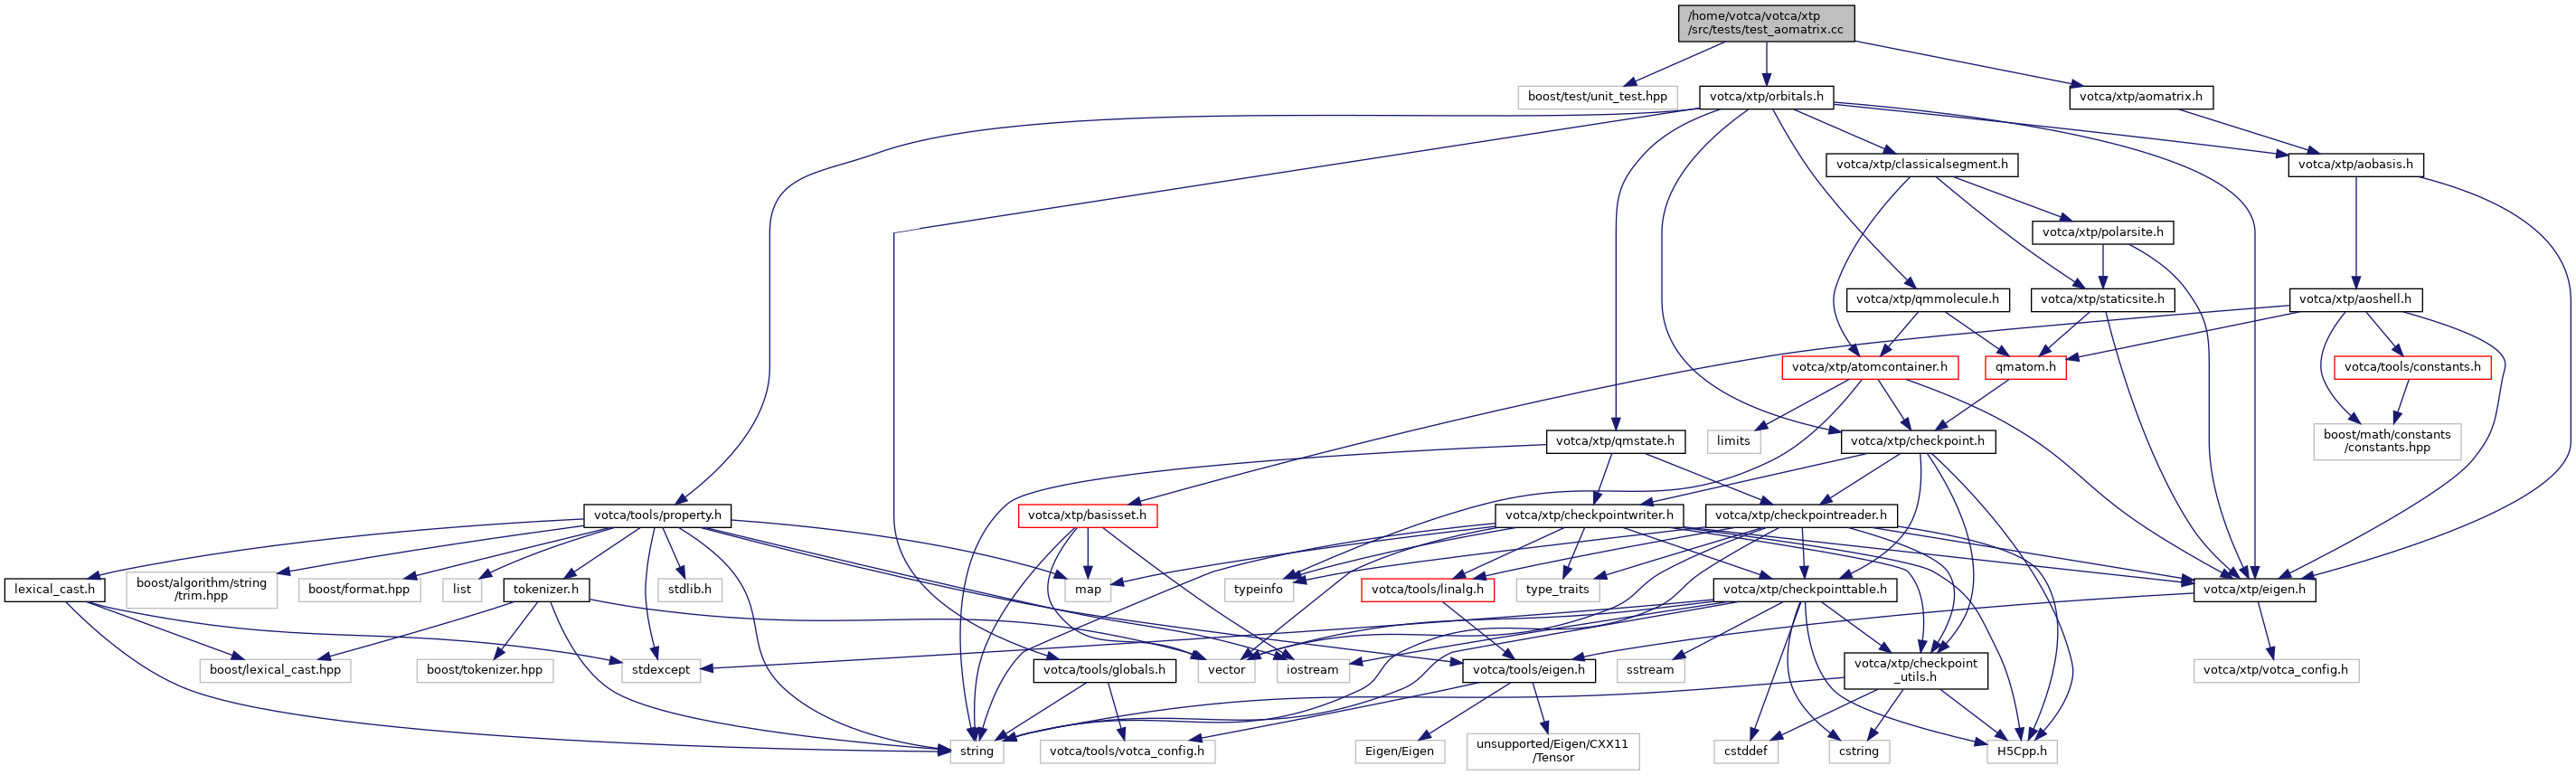 /home/votca/votca/xtp
/src/tests/test_aomatrix.cc
boost/test/unit_test.hpp
votca/xtp/orbitals.h
votca/xtp/aomatrix.h
votca/xtp/classicalsegment.h
votca/xtp/aobasis.h
votca/xtp/polarsite.h
votca/xtp/qmmolecule.h
votca/xtp/staticsite.h
votca/xtp/aoshell.h
votca/xtp/atomcontainer.h
qmatom.h
votca/tools/constants.h
votca/xtp/qmstate.h
limits
votca/xtp/checkpoint.h
boost/math/constants
/constants.hpp
votca/tools/property.h
votca/xtp/basisset.h
votca/xtp/checkpointwriter.h
votca/xtp/checkpointreader.h
lexical_cast.h
boost/algorithm/string
/trim.hpp
boost/format.hpp
list
tokenizer.h
stdlib.h
map
typeinfo
votca/tools/linalg.h
type_traits
votca/xtp/checkpointtable.h
votca/xtp/eigen.h
boost/lexical_cast.hpp
boost/tokenizer.hpp
stdexcept
vector
iostream
votca/tools/globals.h
votca/tools/eigen.h
sstream
votca/xtp/checkpoint
_utils.h
votca/xtp/votca_config.h
string
votca/tools/votca_config.h
Eigen/Eigen
unsupported/Eigen/CXX11
/Tensor
cstddef
cstring
H5Cpp.h